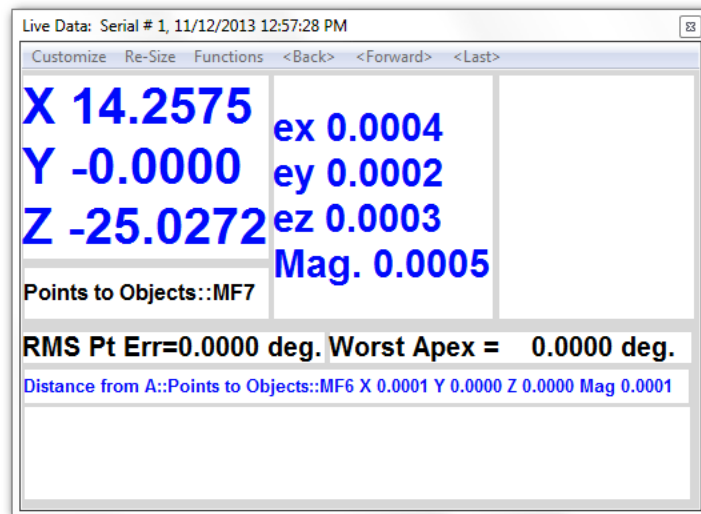 Live Data: Serial # 1, 11/12/2013 12:57:28 PM
Customize Re-Size Functions <Back> <Forward> <Last>
X 14.2575
Y -0.0000
Z -25.0272
Points to Objects::MF7
ex 0.0004
ey 0.0002
ez 0.0003
Mag. 0.0005
RMS Pt Err=0.0000 deg. Worst Apex = 0.0000 deg.
Distance from A::Points to Objects::MF6 X 0.0001 Y 0.0000 Z 0.0000 Mag 0.0001